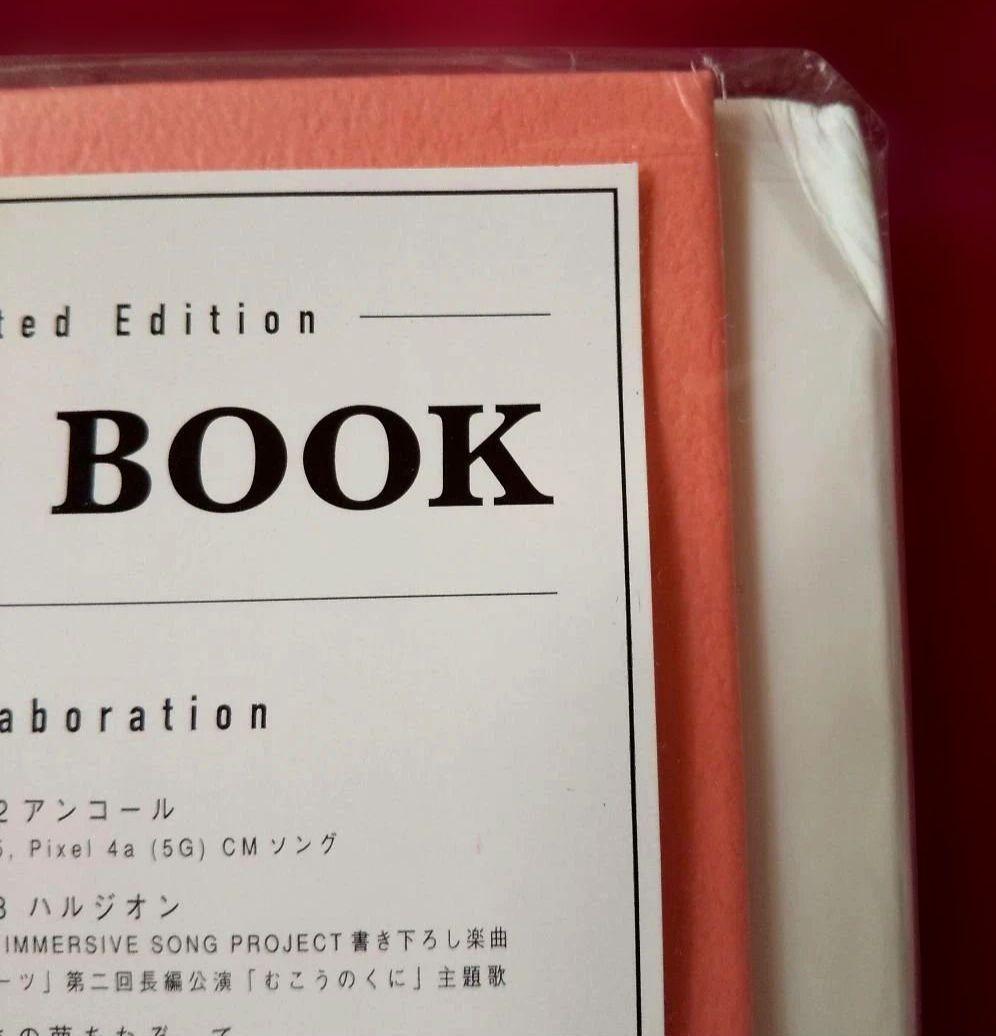 ted Edition
BOOK
aboration
2 アンコール
5, Pixel 4a (5G) CM ソング
3 ハルジオン
IMMERSIVE SONG PROJECT 書き下ろし楽曲
ーツ」第二回長編公演「むこうのくに」主題歌